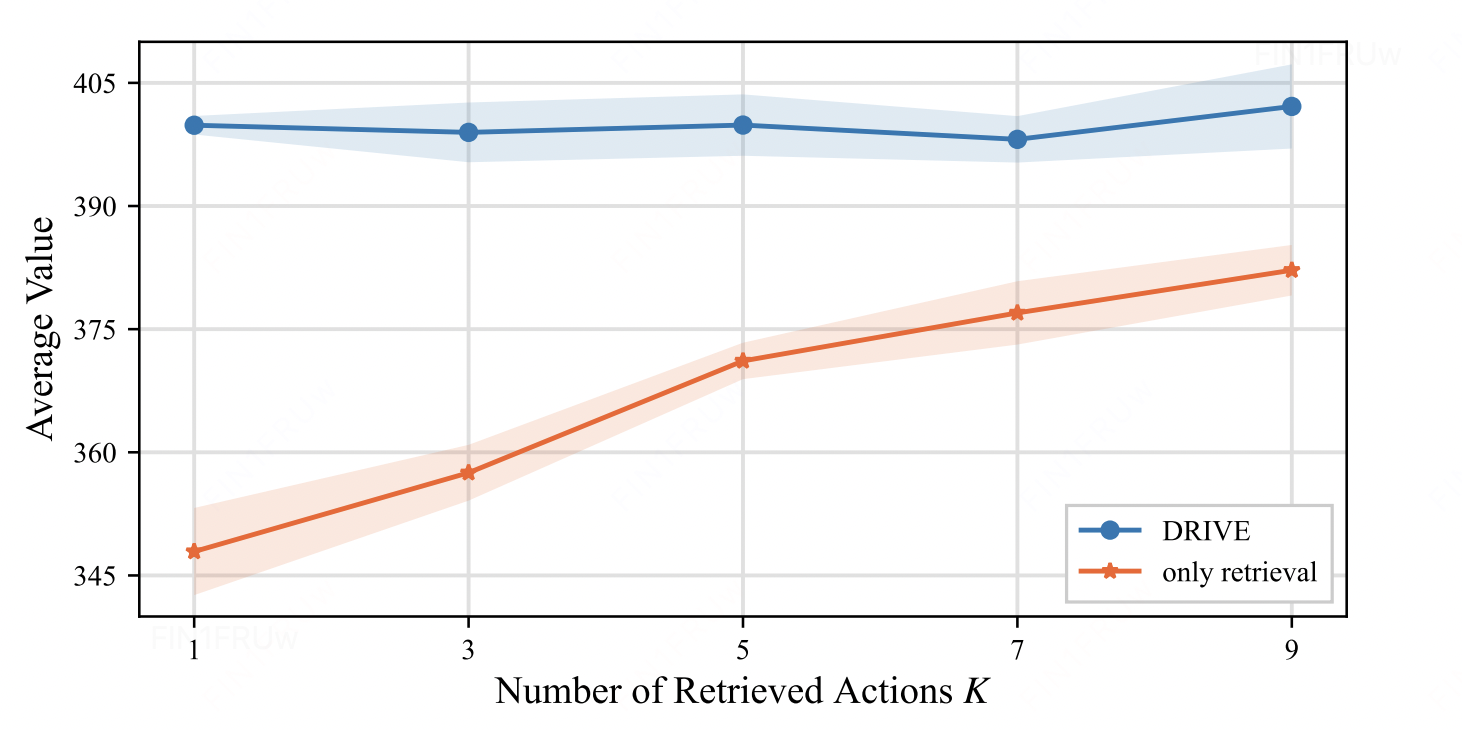 405
390
375
360
345
Average Value
1 3 5 7 9
Number of Retrieved Actions K
DRIVE
only retrieval